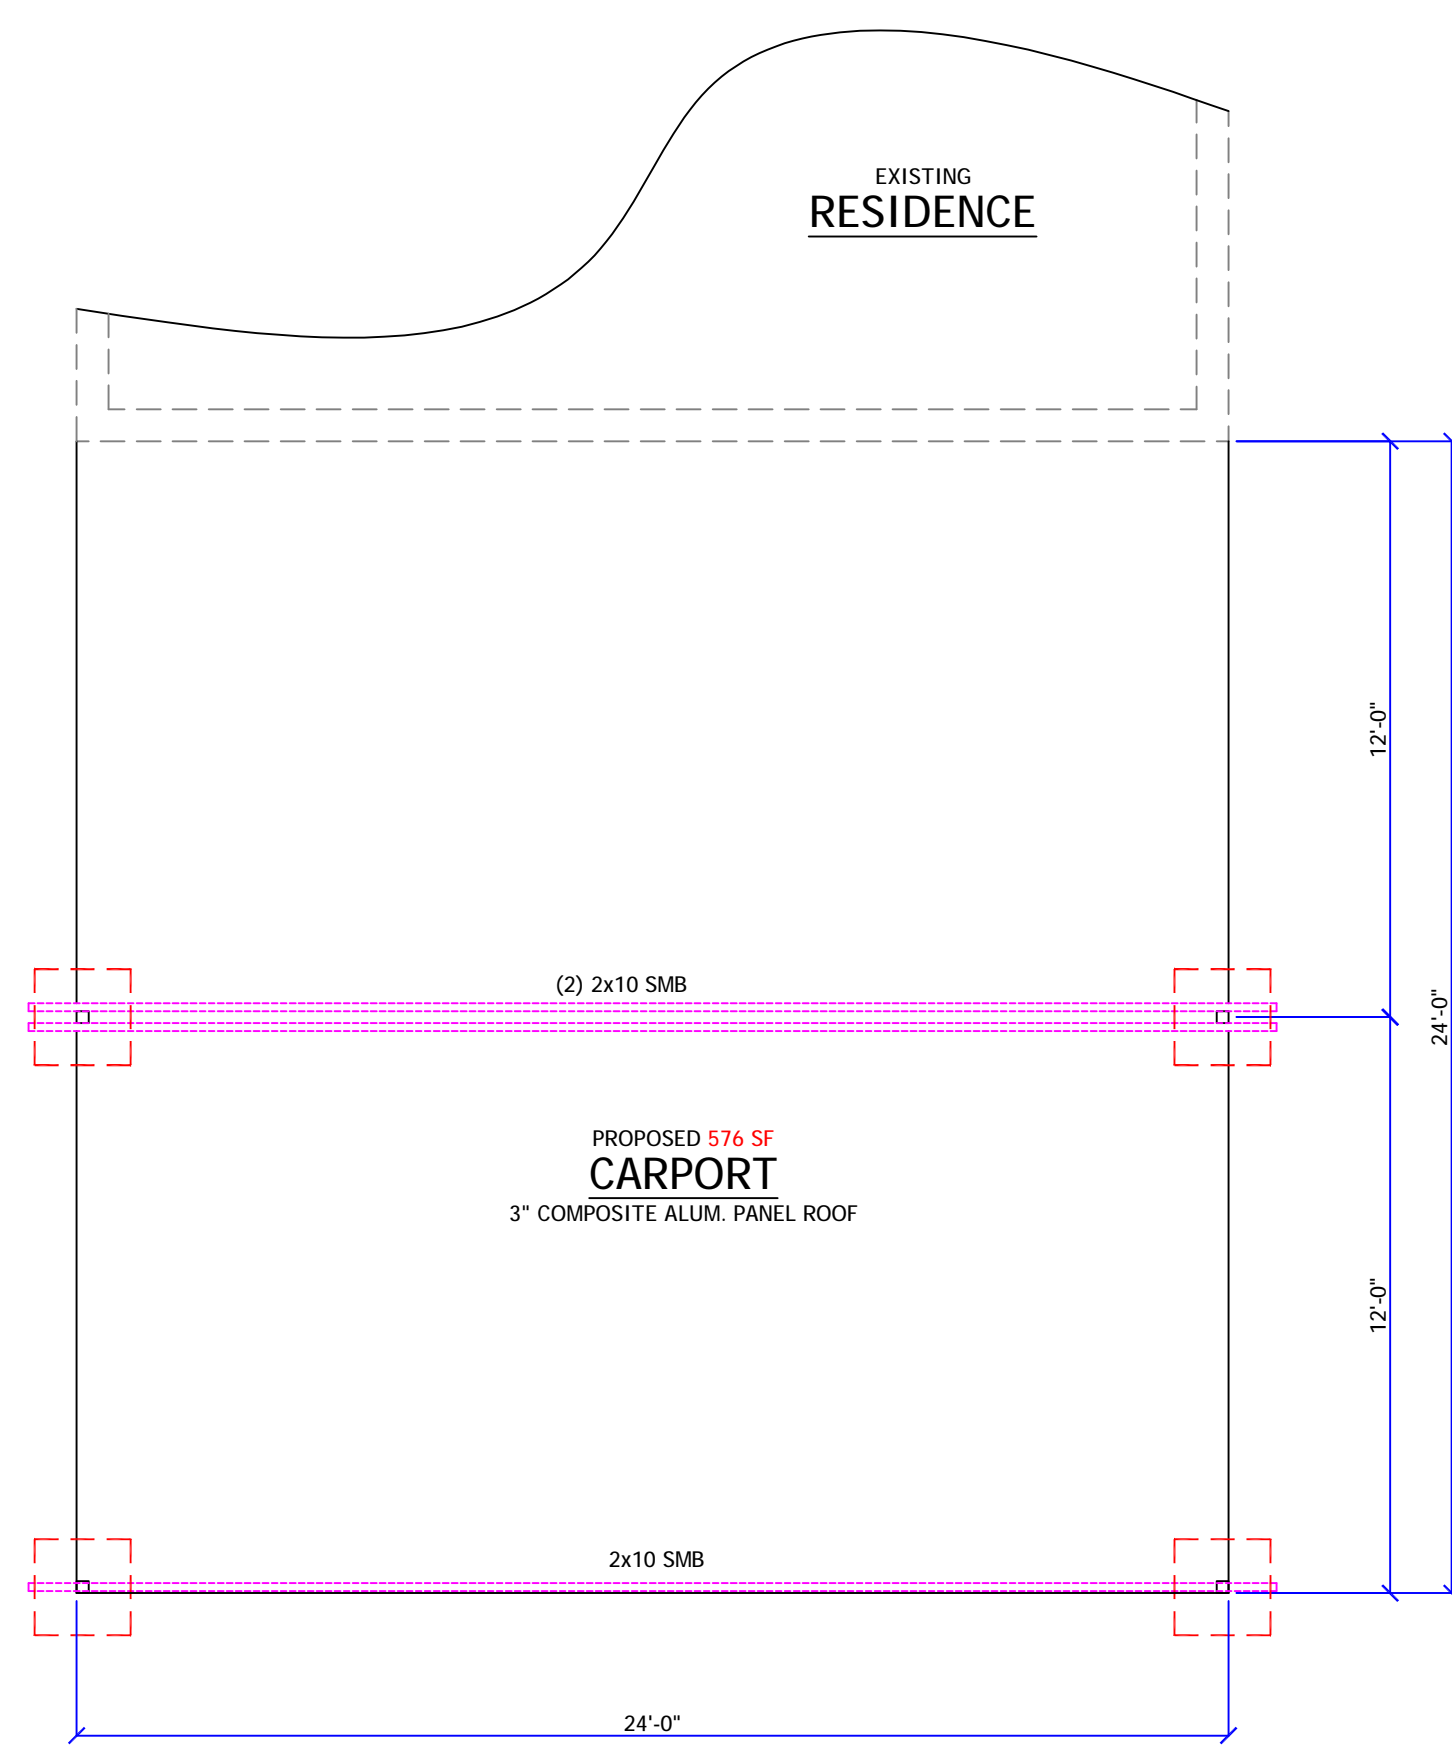 EXISTING
RESIDENCE
12'-0"
(2) 2x10 SMB
24'-0"
PROPOSED 576 SF
CARPORT
3" COMPOSITE ALUM. PANEL ROOF
12'-0"
2x10 SMB
24'-0"